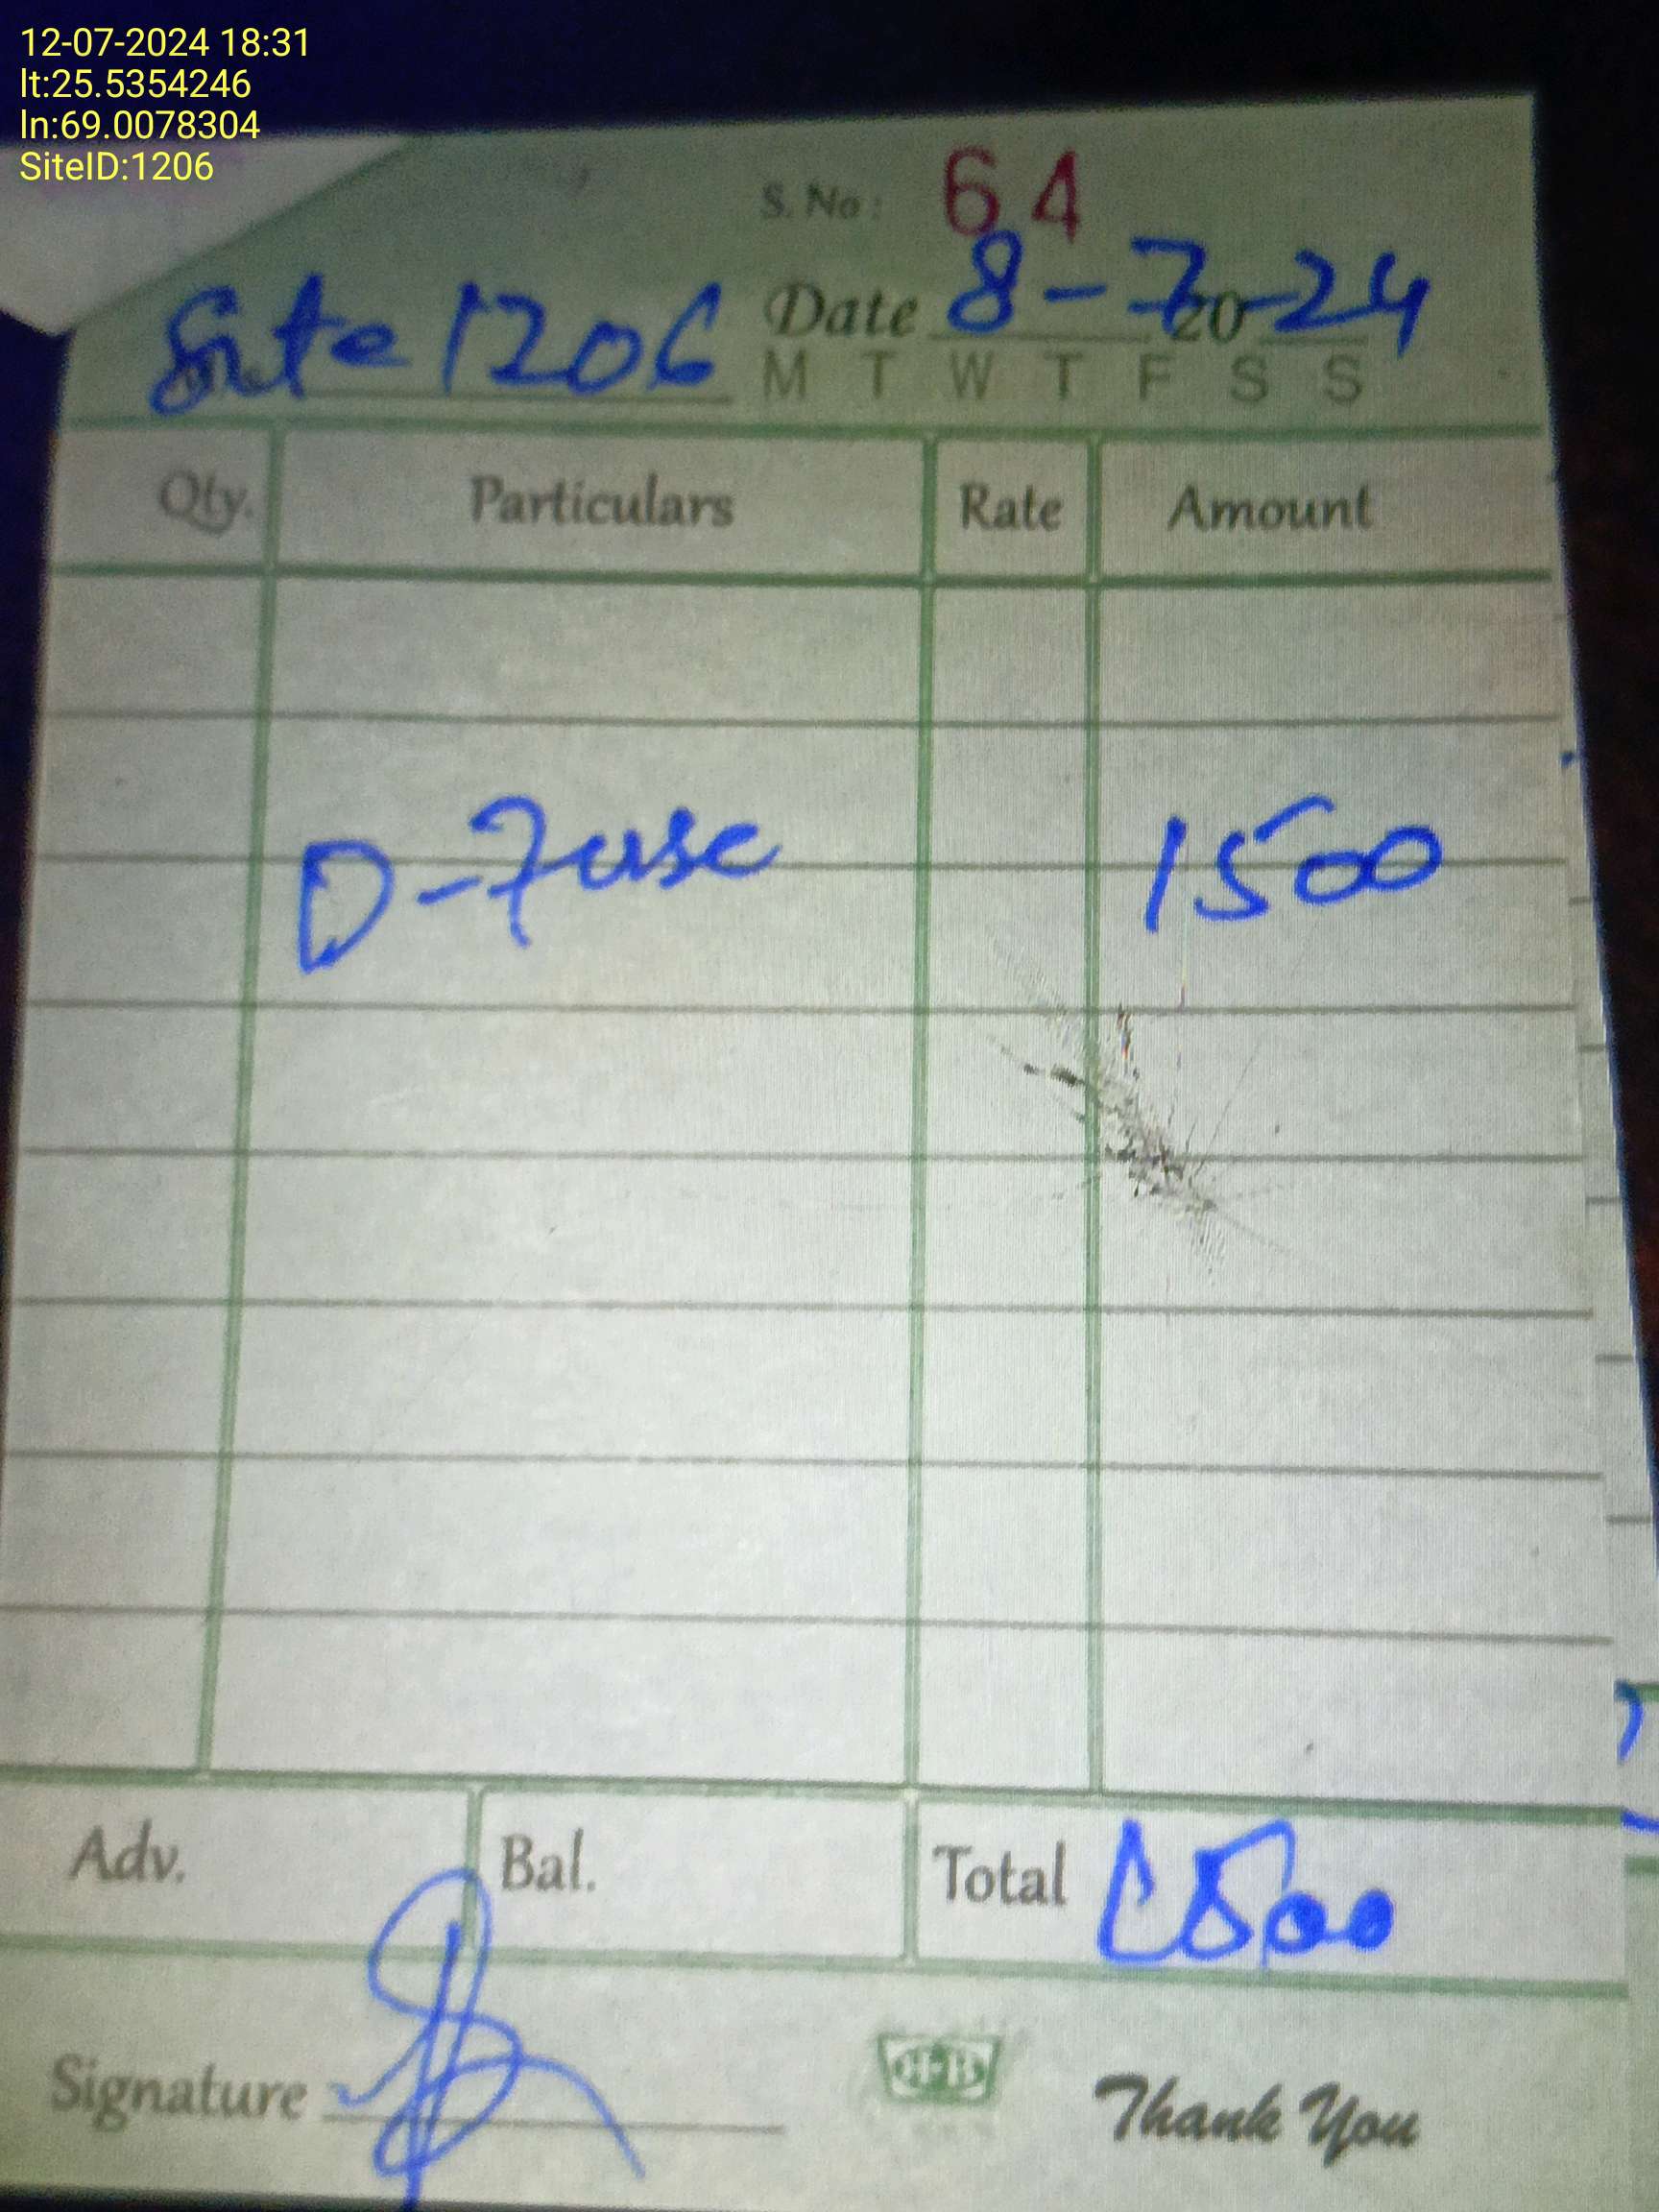 12-07-2024 18:31
lt:25.5354246
ln:69.0078304
SiteID:1206
S. No: 64
Site 1206 Date 8-7-2024
M T W T F S S
Qty. Particulars Rate Amount
D-Fuse 1500
Adv. Bal. Total 1500
Signature
H-B
Thank You